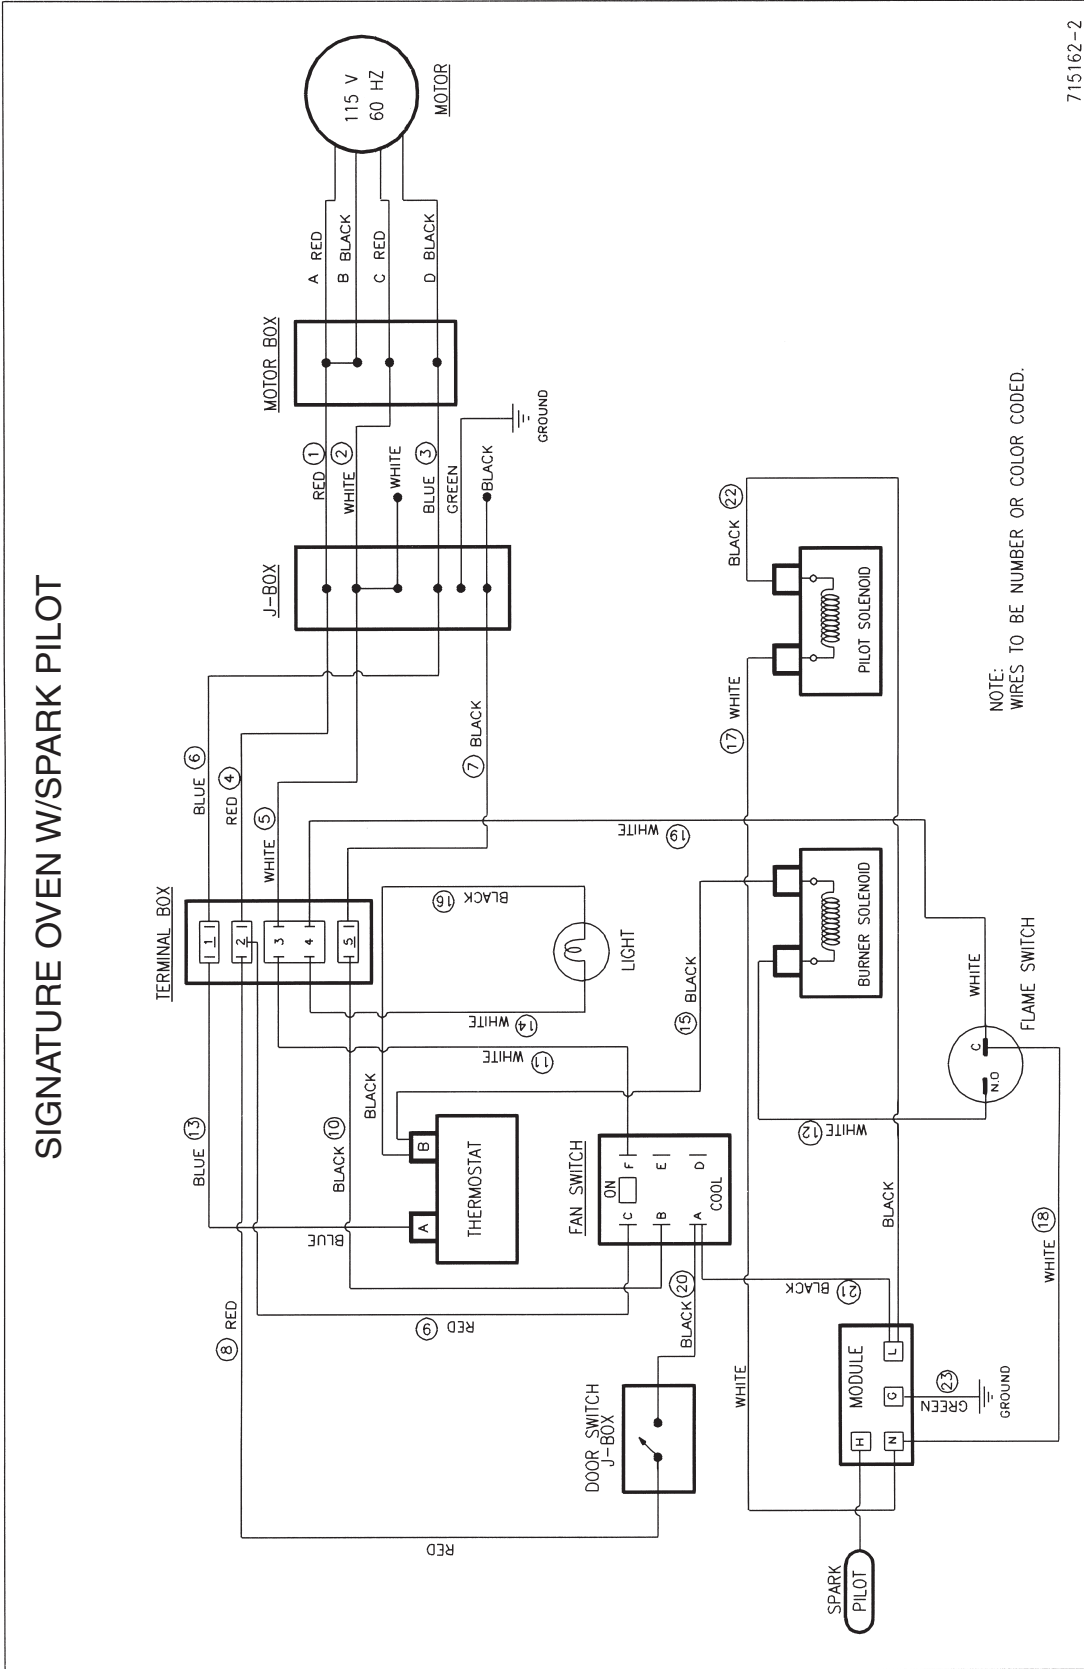 SIGNATURE OVEN W/SPARK PILOT
115 V
60 HZ
MOTOR
A RED
B BLACK
C RED
D BLACK
MOTOR BOX
RED 1
WHITE 2
WHITE
BLUE 3
GREEN
BLACK
GROUND
J-BOX
BLUE 6
RED 4
WHITE 5
7 BLACK
TERMINAL BOX
1
2
3
4
5
BLACK 16
LIGHT
WHITE 14
WHITE 11
WHITE 19
BLUE 13
BLACK 10
BLACK
BLUE
A
B
THERMOSTAT
8 RED
RED 9
RED
FAN SWITCH
ON
C
F
B
E
A
D
COOL
BLACK 20
BLACK 21
DOOR SWITCH
J-BOX
15 BLACK
17 WHITE
BLACK 22
PILOT SOLENOID
BURNER SOLENOID
WHITE 12
WHITE
FLAME SWITCH
C
N.O
WHITE 18
BLACK
WHITE
MODULE
H
N
G
L
GREEN 23
GROUND
SPARK
PILOT
NOTE:
WIRES TO BE NUMBER OR COLOR CODED.
715162-2